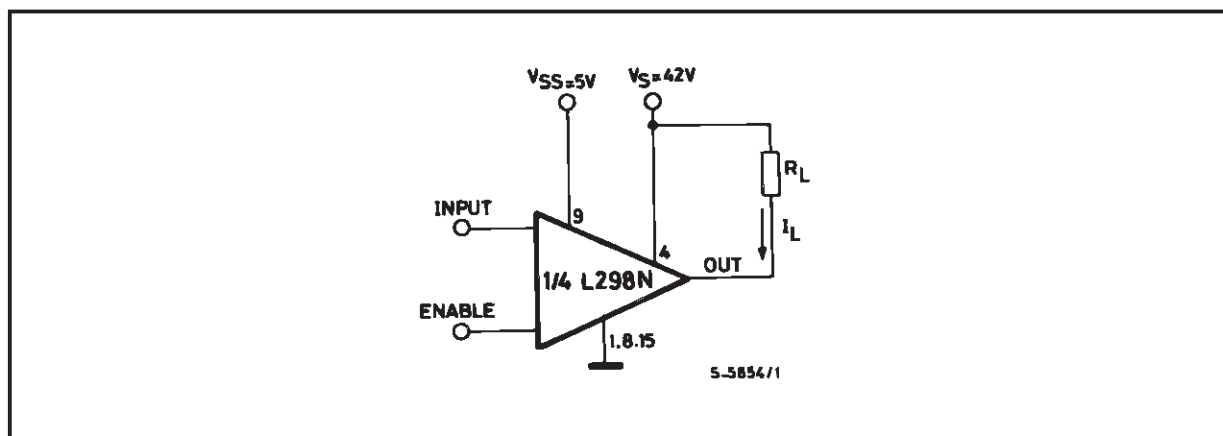 VSS=5V
VS=42V
RL
INPUT
9
IL
4
OUT
1/4 L298N
ENABLE
1.8.15
S-5854/1